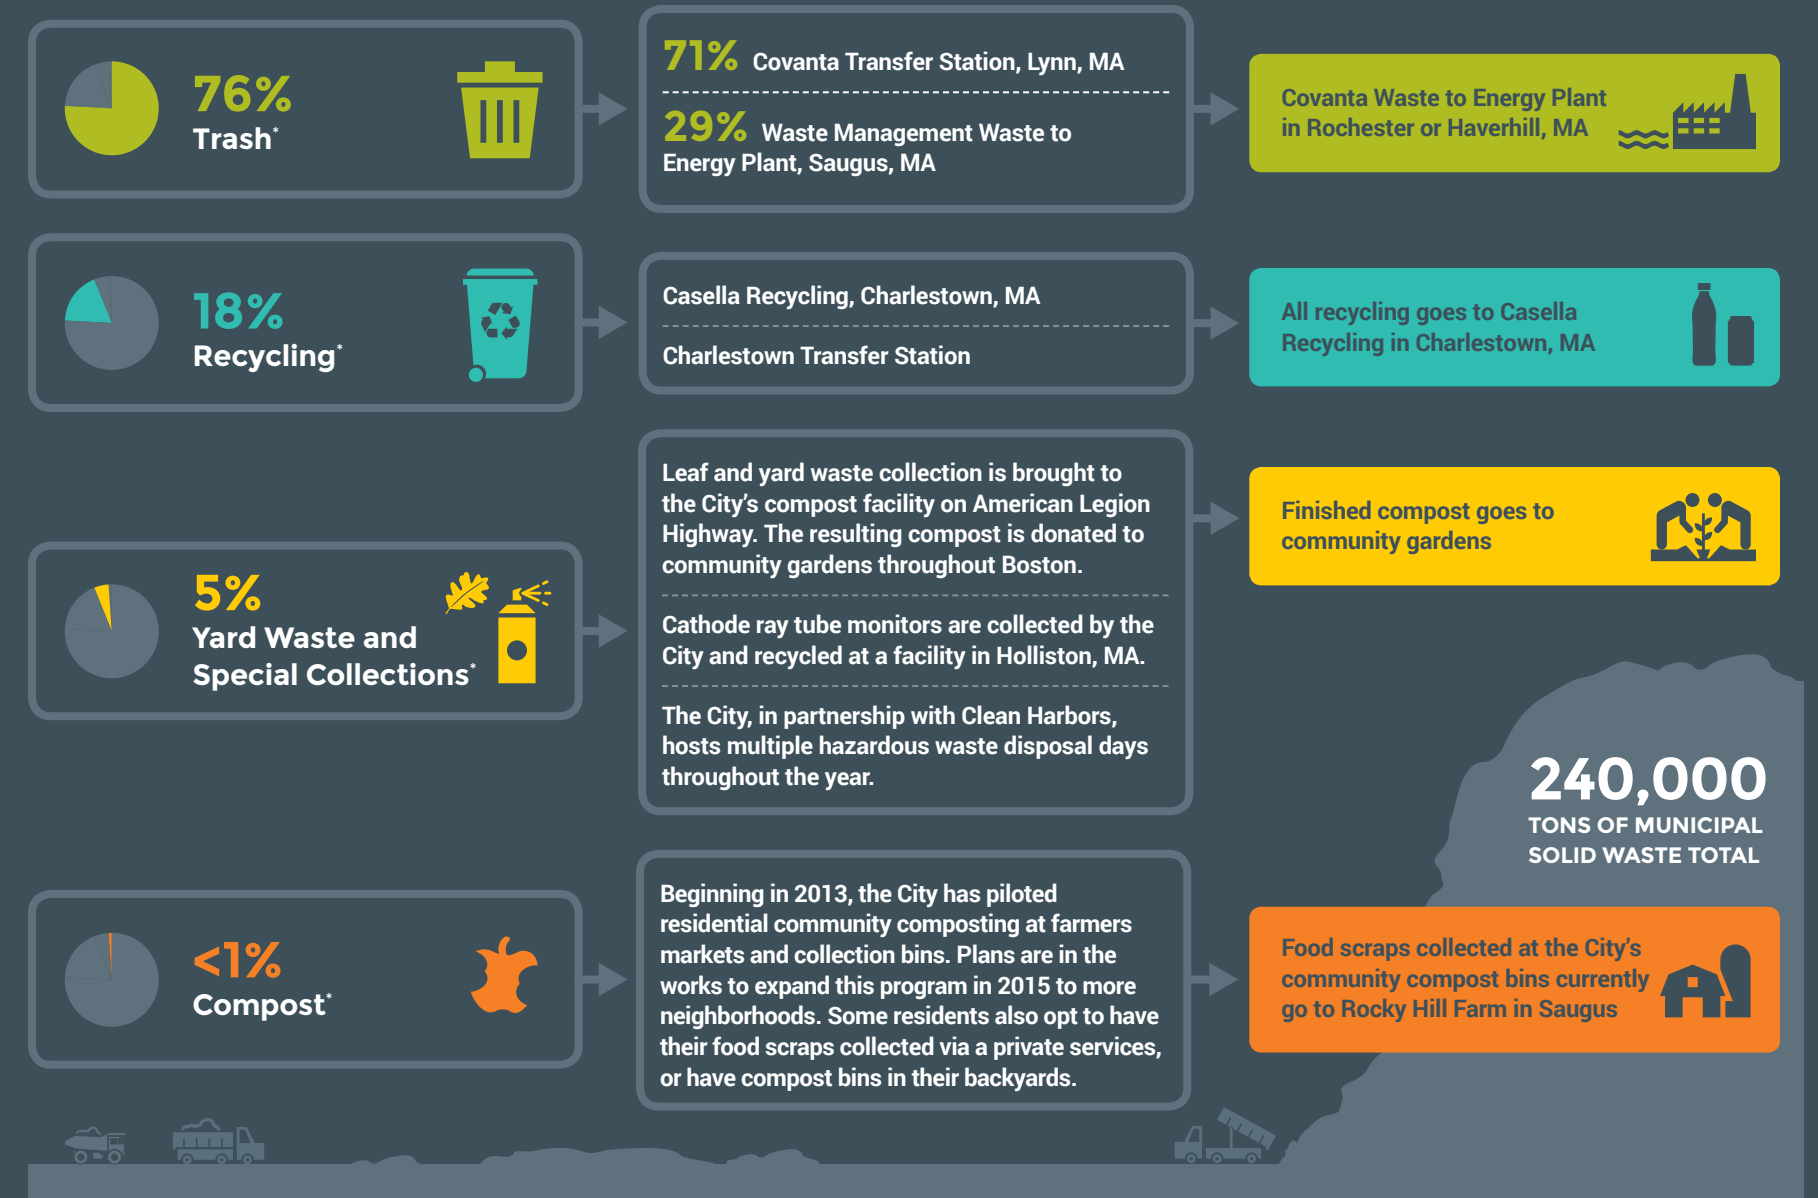 76%
Trash*
71% Covanta Transfer Station, Lynn, MA
29% Waste Management Waste to
Energy Plant, Saugus, MA
Covanta Waste to Energy Plant
in Rochester or Haverhill, MA
18%
Recycling*
Casella Recycling, Charlestown, MA
Charlestown Transfer Station
All recycling goes to Casella
Recycling in Charlestown, MA
5%
Yard Waste and
Special Collections*
Leaf and yard waste collection is brought to
the City's compost facility on American Legion
Highway. The resulting compost is donated to
community gardens throughout Boston.
Cathode ray tube monitors are collected by the
City and recycled at a facility in Holliston, MA.
The City, in partnership with Clean Harbors,
hosts multiple hazardous waste disposal days
throughout the year.
Finished compost goes to
community gardens
240,000
TONS OF MUNICIPAL
SOLID WASTE TOTAL
<1%
Compost*
Beginning in 2013, the City has piloted
residential community composting at farmers
markets and collection bins. Plans are in the
works to expand this program in 2015 to more
neighborhoods. Some residents also opt to have
their food scraps collected via a private services,
or have compost bins in their backyards.
Food scraps collected at the City's
community compost bins currently
go to Rocky Hill Farm in Saugus